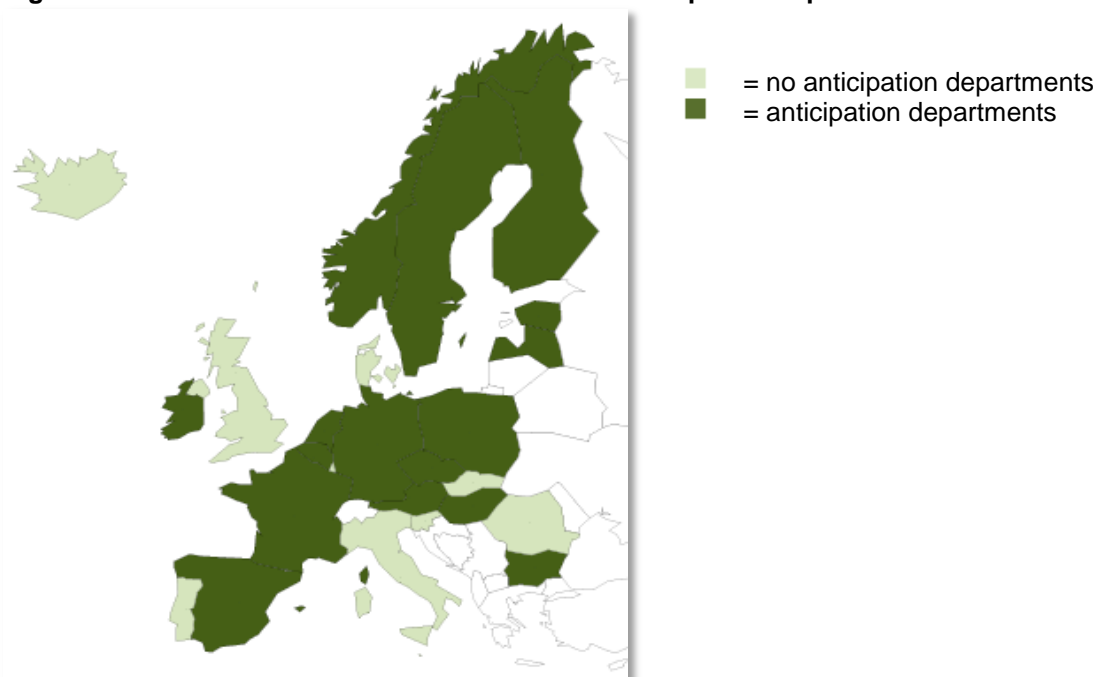 = no anticipation departments
= anticipation departments